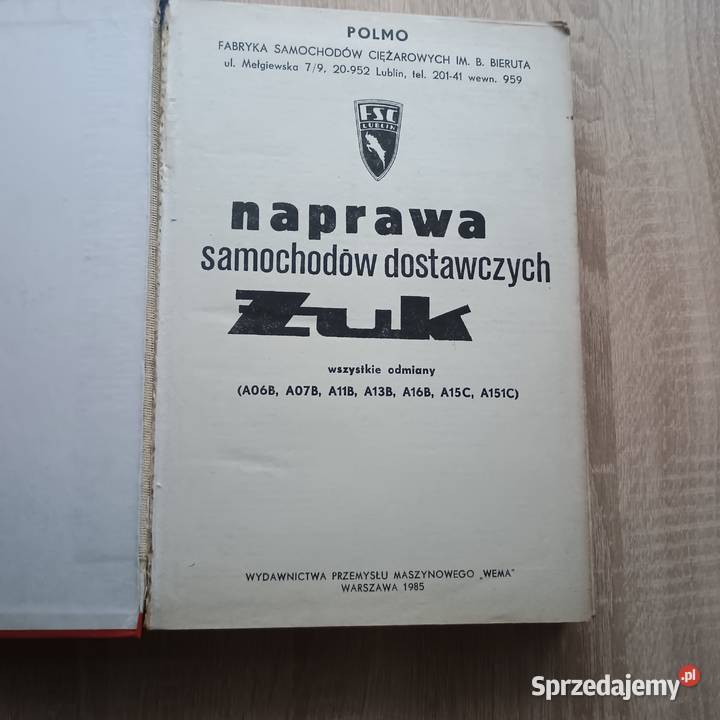 POLMO
FABRYKA SAMOCHODÓW CIĘŻAROWYCH IM. B. BIERUTA
ul. Mełgiewska 7/9, 20-952 Lublin, tel. 201-41 wewn. 959
FSC
LUBLIN
naprawa
samochodów dostawczych
Żuk
wszystkie odmiany
(A06B, A07B, A11B, A13B, A16B, A15C, A151C)
WYDAWNICTWA PRZEMYSŁU MASZYNOWEGO „WEMA"
WARSZAWA 1985
Sprzedajemy.pl